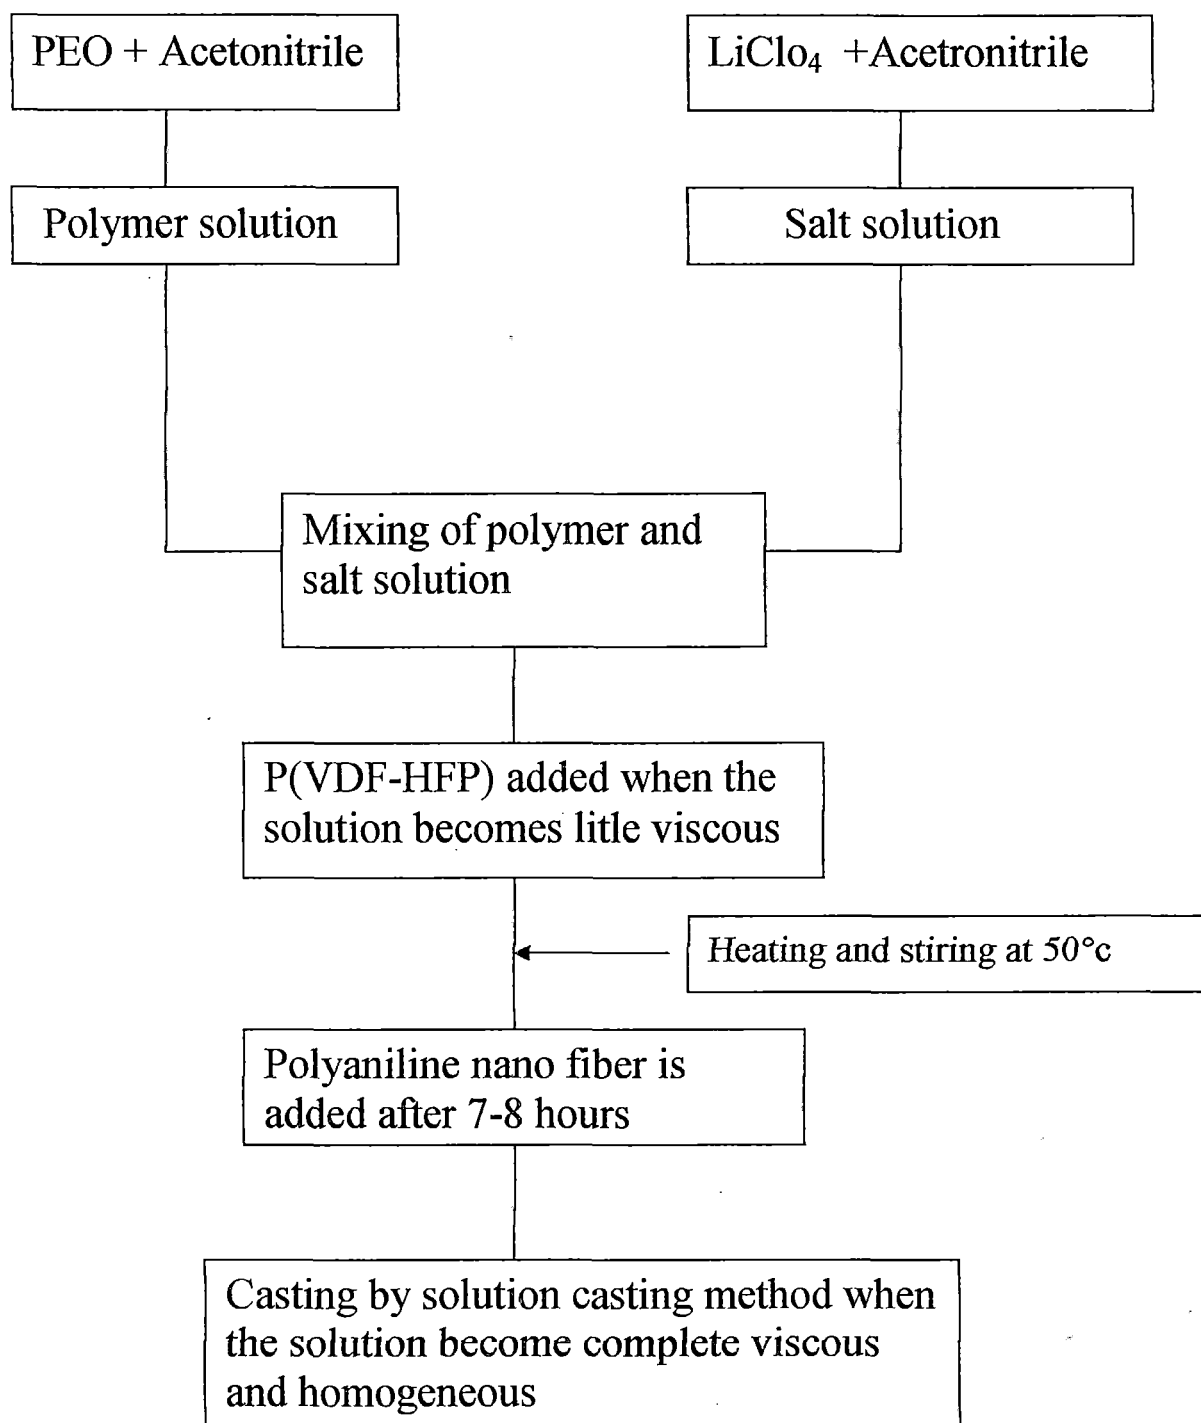 PEO + Acetonitrile
LiClo₄ +Acetronitrile
Polymer solution
Salt solution
Mixing of polymer and
salt solution
P(VDF-HFP) added when the
solution becomes litle viscous
Heating and stiring at 50°c
Polyaniline nano fiber is
added after 7-8 hours
Casting by solution casting method when
the solution become complete viscous
and homogeneous